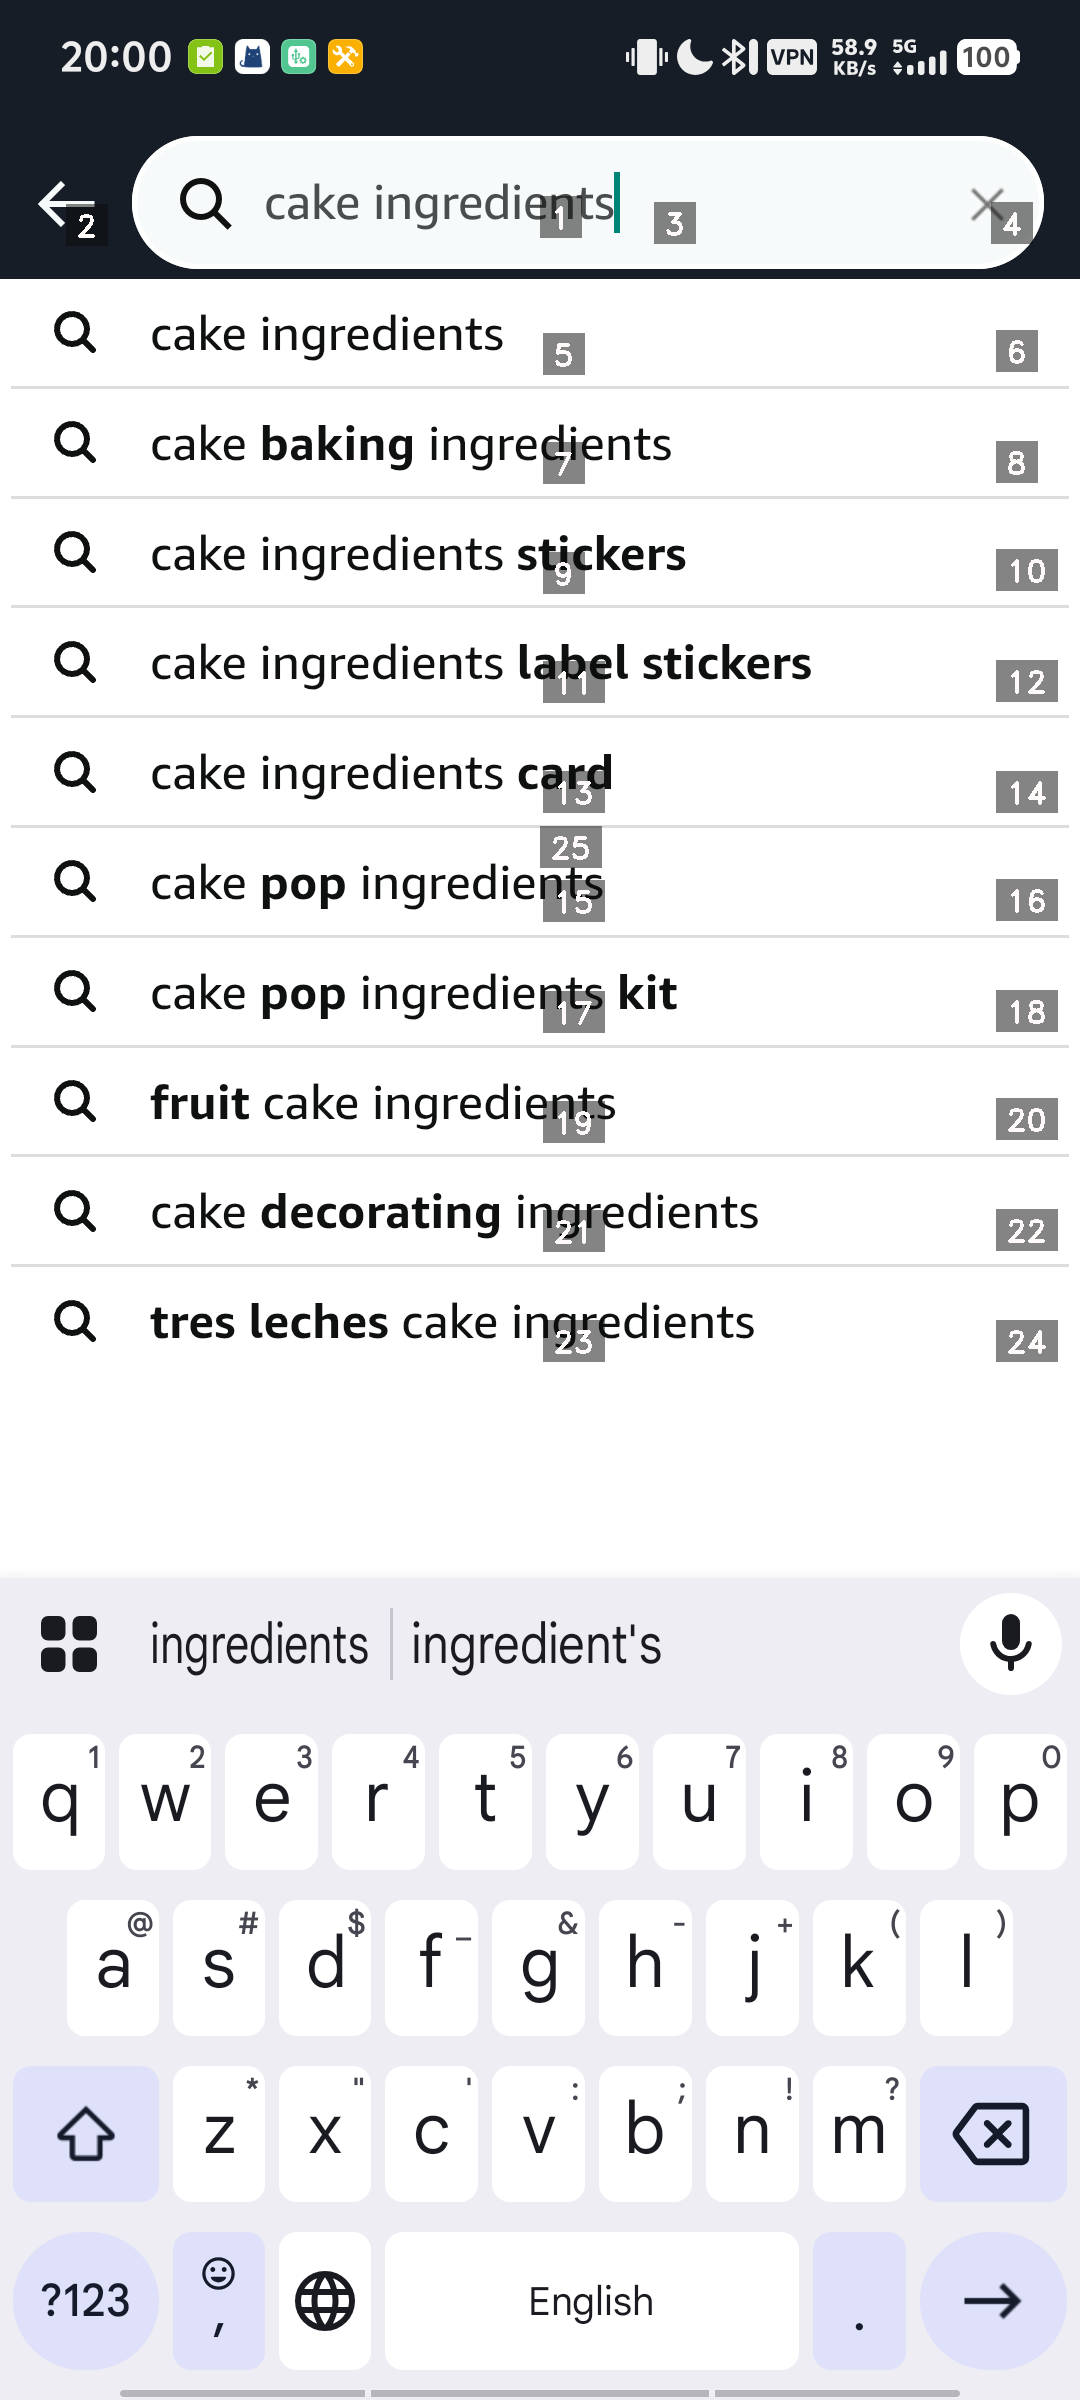 20:00 VPN 58.9 KB/s 5G 100
cake ingredients
1 2 3 4
cake ingredients 5 6
cake baking ingredients 7 8
cake ingredients stickers 9 10
cake ingredients label stickers 11 12
cake ingredients card 13 14
25
cake pop ingredients 15 16
cake pop ingredients kit 17 18
fruit cake ingredients 19 20
cake decorating ingredients 21 22
tres leches cake ingredients 23 24
ingredients ingredient's
1 2 3 4 5 6 7 8 9 0
q w e r t y u i o p
@ # $ _ & - + ( )
a s d f g h j k l
* " ' : ; ! ?
z x c v b n m
?123 , English .